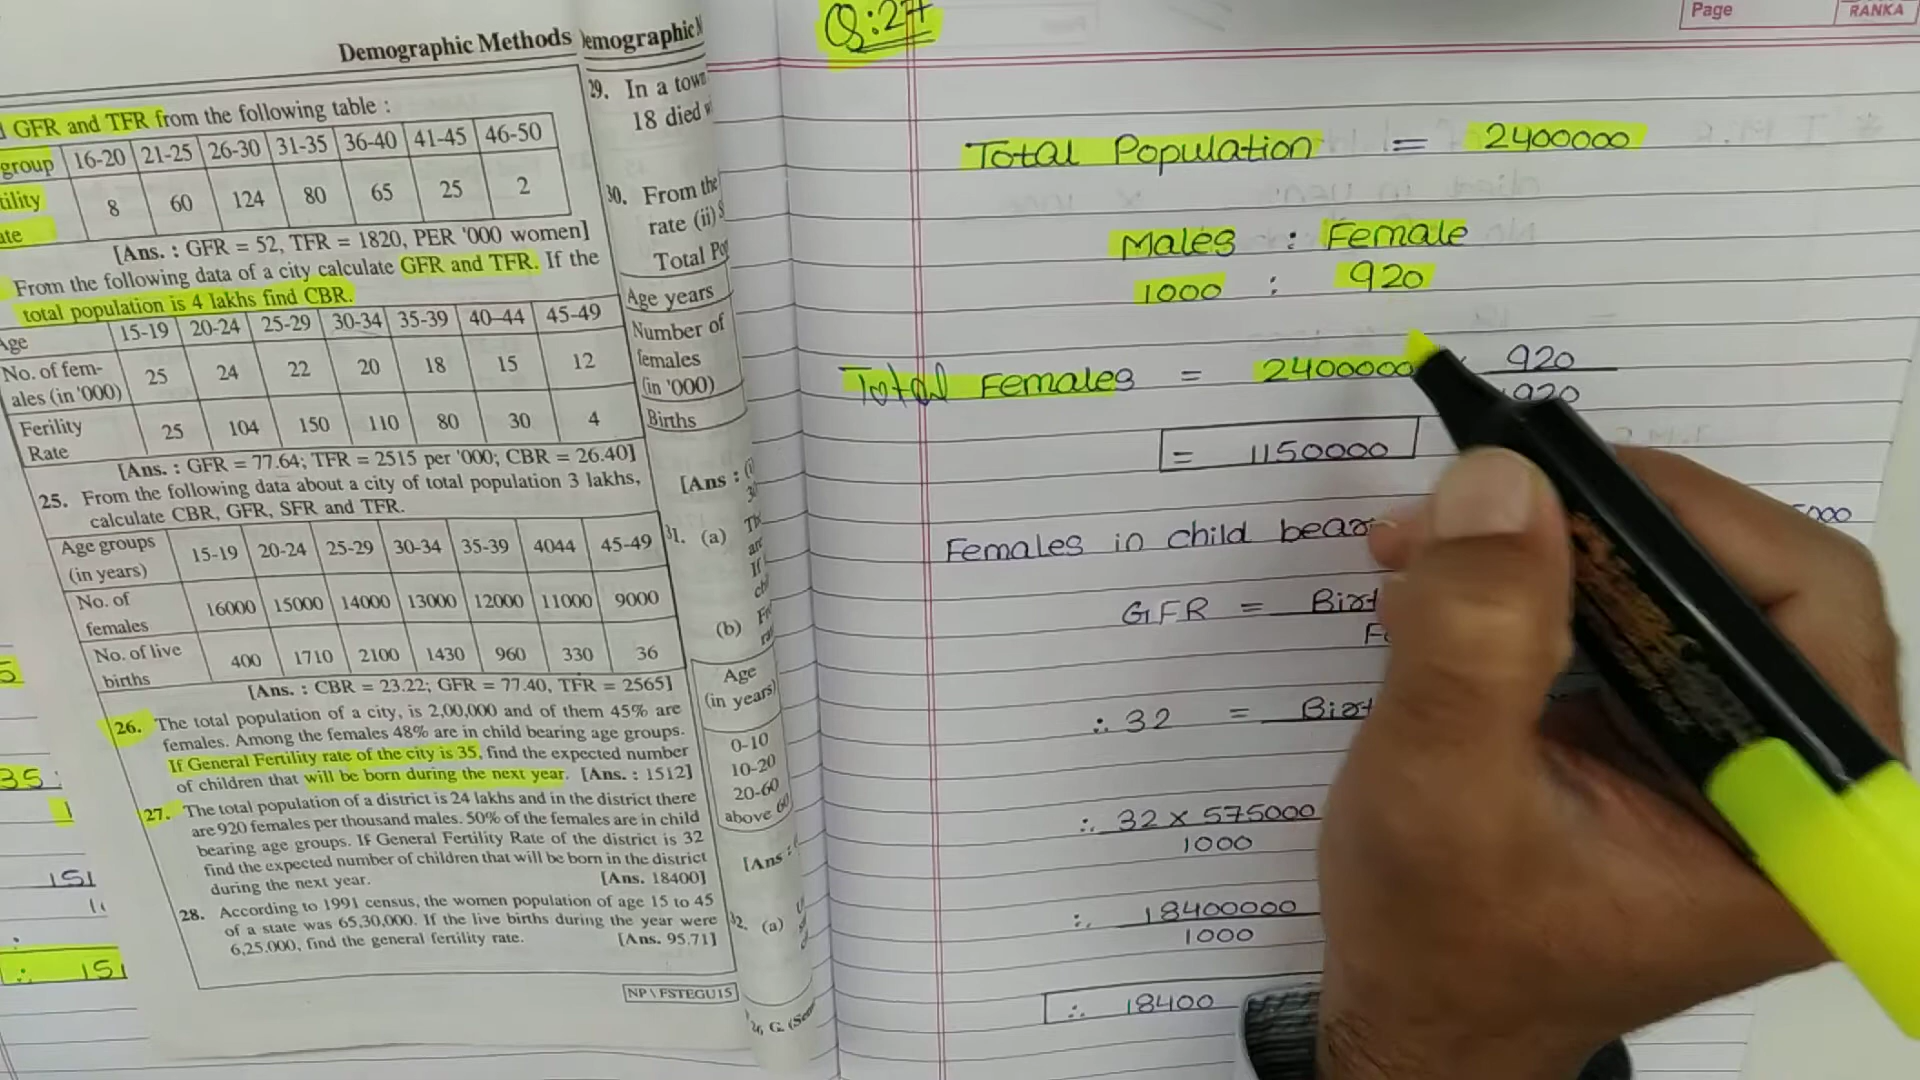 Demographic Methods
GFR and TFR from the following table :
group 16-20 21-25 26-30 31-35 36-40 41-45 46-50
8 60 124 80 65 25 2
[Ans. : GFR = 52, TFR = 1820, PER '000 women]
From the following data of a city calculate GFR and TFR. If the
total population is 4 lakhs find CBR.
15-19 20-24 25-29 30-34 35-39 40-44 45-49
No. of fem-
ales (in '000) 25 24 22 20 18 15 12
Ferility
Rate 25 104 150 110 80 30 4
[Ans. : GFR = 77.64; TFR = 2515 per '000; CBR = 26.40]
25. From the following data about a city of total population 3 lakhs,
calculate CBR, GFR, SFR and TFR.
Age groups
(in years) 15-19 20-24 25-29 30-34 35-39 4044 45-49
No. of
females 16000 15000 14000 13000 12000 11000 9000
No. of live
births 400 1710 2100 1430 960 330 36
[Ans. : CBR = 23.22; GFR = 77.40, TFR = 2565]
26. The total population of a city, is 2,00,000 and of them 45% are
females. Among the females 48% are in child bearing age groups.
If General Fertility rate of the city is 35, find the expected number
of children that will be born during the next year. [Ans. : 1512]
27. The total population of a district is 24 lakhs and in the district there
are 920 females per thousand males. 50% of the females are in child
bearing age groups. If General Fertility Rate of the district is 32
find the expected number of children that will be born in the district
during the next year. [Ans. 18400]
28. According to 1991 census, the women population of age 15 to 45
of a state was 65,30,000. If the live births during the year were
6,25,000, find the general fertility rate. [Ans. 95.71]
NP \ FSTEGU15
29. In a town
18 died
30. From the
rate (ii)
Total
Age years
Number of
females
(in '000)
Births
[Ans : (i)
31. (a)
(b)
Age
(in years)
0-10
10-20
20-60
above 60
[Ans :
32. (a)
35 :
151
∴ 151
Page
RANKA
Q:27
Total Population = 2400000
Males : Female
1000 : 920
Total Females = 2400000 920
1920
= 1150000
Females in child
GFR =
∴ 32 =
∴ 32 x 575000
1000
∴ 18400000
1000
∴ 18400